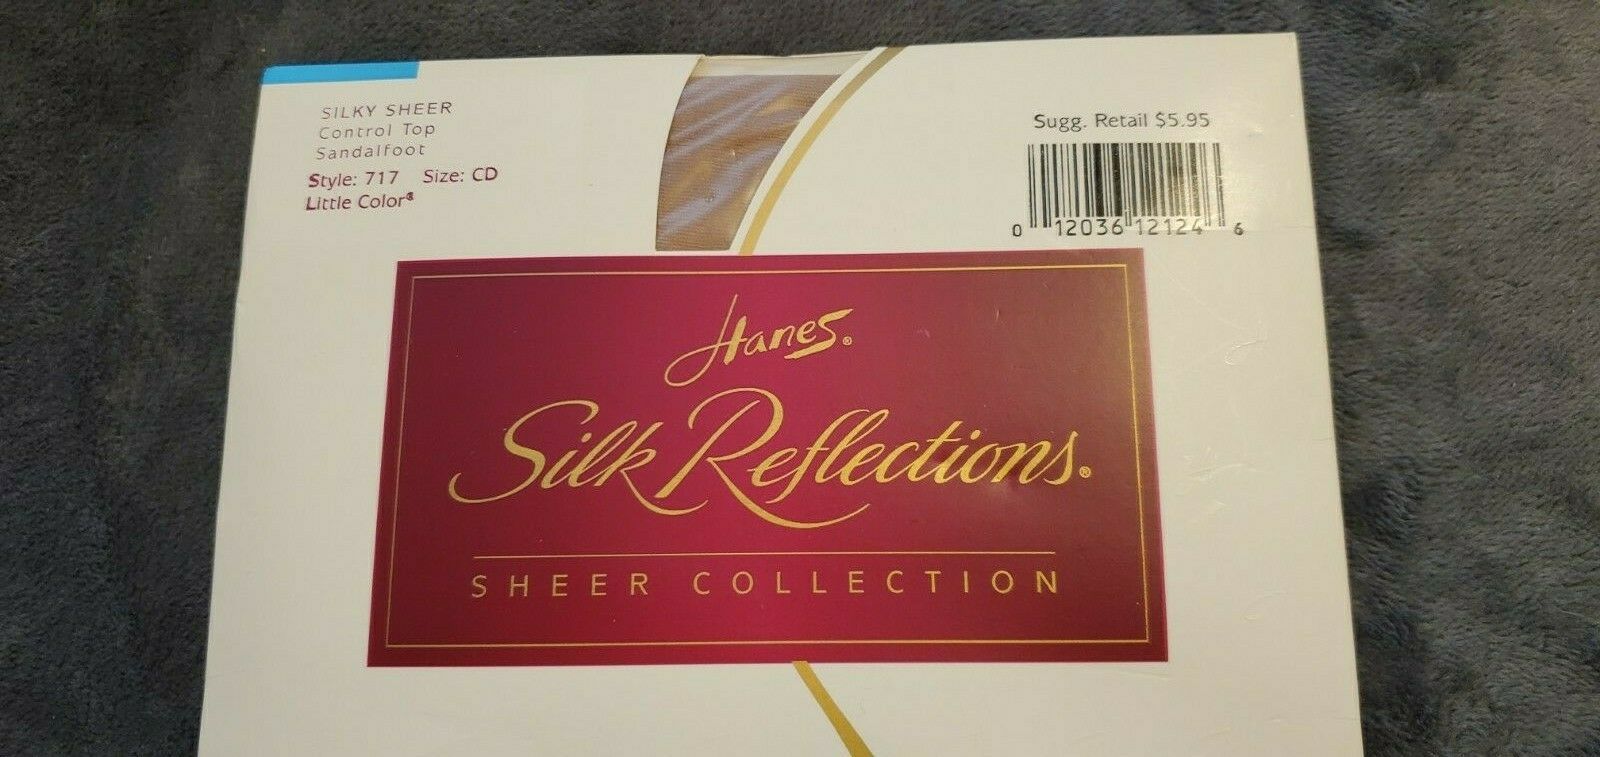 SILKY SHEER
Control Top
Sandalfoot
Style: 717 Size: CD
Little Color®
Sugg. Retail $5.95
0 12036 12124 6
Hanes®
Silk Reflections®
SHEER COLLECTION